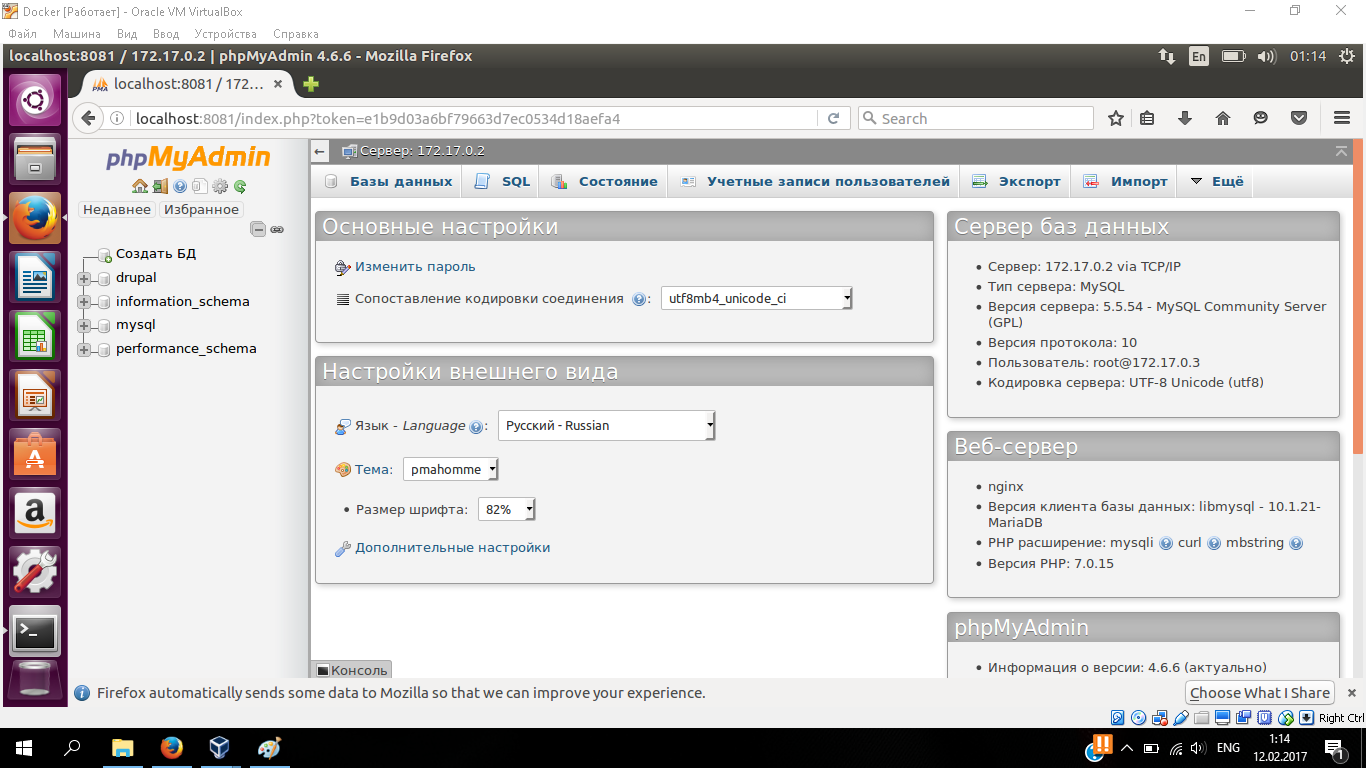 Docker [Работает] - Oracle VM VirtualBox
Файл Машина Вид Ввод Устройства Справка
localhost:8081 / 172.17.0.2 | phpMyAdmin 4.6.6 - Mozilla Firefox
En
01:14
localhost:8081 / 172...
localhost:8081/index.php?token=e1b9d03a6bf79663d7ec0534d18aefa4
Search
phpMyAdmin
Недавнее Избранное
Создать БД
drupal
information_schema
mysql
performance_schema
Сервер: 172.17.0.2
Базы данных SQL Состояние Учетные записи пользователей Экспорт Импорт Ещё
Основные настройки
Изменить пароль
Сопоставление кодировки соединения : utf8mb4_unicode_ci
Настройки внешнего вида
Язык - Language : Русский - Russian
Тема: pmahomme
• Размер шрифта: 82%
Дополнительные настройки
Консоль
Сервер баз данных
• Сервер: 172.17.0.2 via TCP/IP
• Тип сервера: MySQL
• Версия сервера: 5.5.54 - MySQL Community Server
(GPL)
• Версия протокола: 10
• Пользователь: root@172.17.0.3
• Кодировка сервера: UTF-8 Unicode (utf8)
Веб-сервер
• nginx
• Версия клиента базы данных: libmysql - 10.1.21-
MariaDB
• PHP расширение: mysqli curl mbstring
• Версия PHP: 7.0.15
phpMyAdmin
• Информация о версии: 4.6.6 (актуально)
Firefox automatically sends some data to Mozilla so that we can improve your experience.
Choose What I Share
Right Ctrl
ENG
1:14
12.02.2017
1